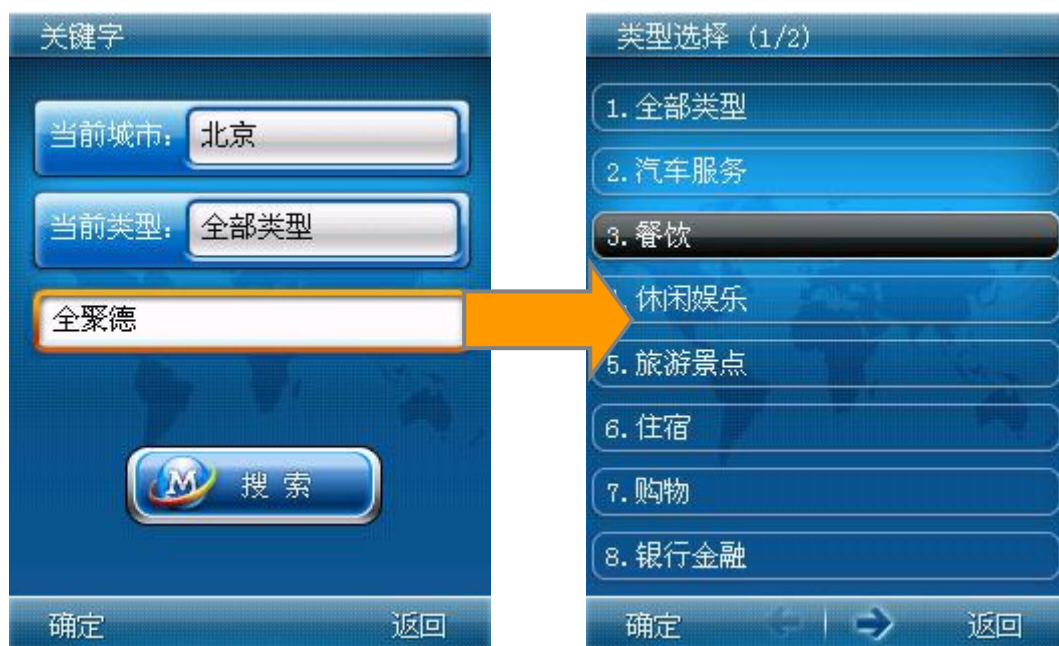 关键字
当前城市: 北京
当前类型: 全部类型
全聚德
M 搜 索
确定 返回
类型选择 (1/2)
1.全部类型
2.汽车服务
3.餐饮
休闲娱乐
5.旅游景点
6.住宿
7.购物
8.银行金融
确定 返回